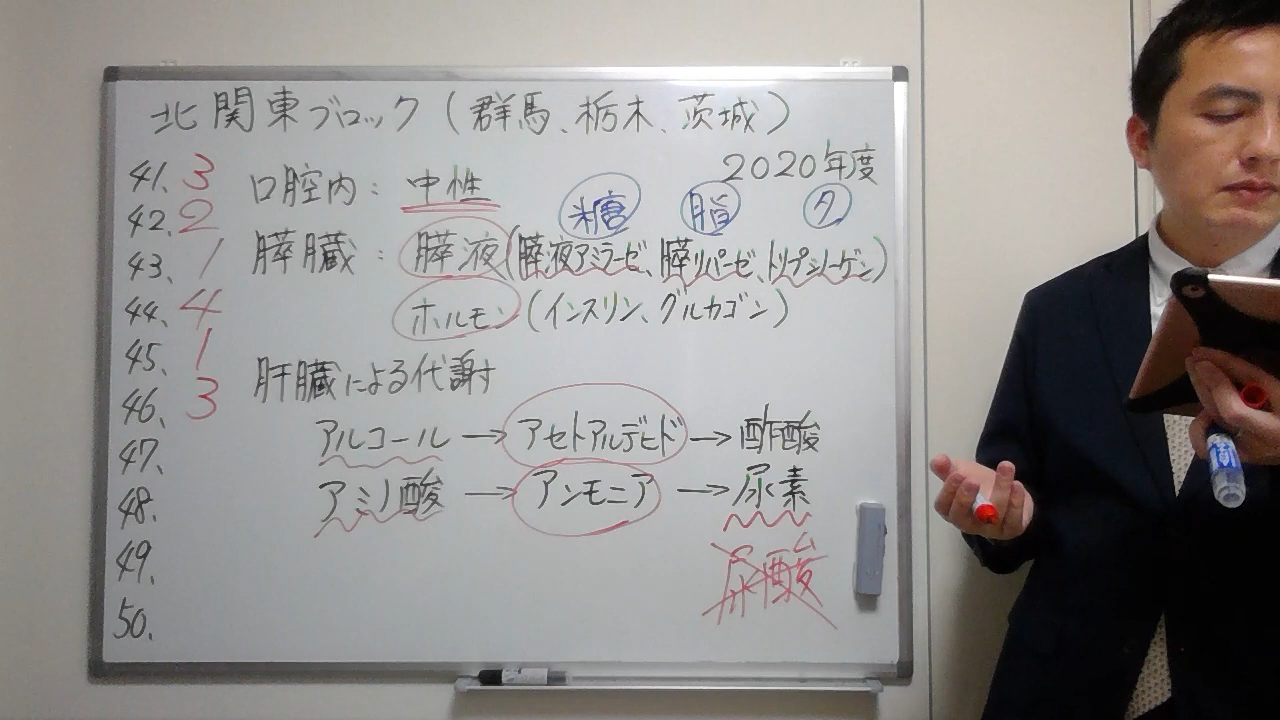 北関東ブロック(群馬、栃木、茨城)
2020年度
41. 3
42. 2
43. 1
44. 4
45. 1
46. 3
47.
48.
49.
50.
口腔内：中性
糖 脂 タ
膵臓：膵液(膵液アミラーゼ、膵リパーゼ、トリプシノーゲン)
ホルモン(インスリン、グルカゴン)
肝臓による代謝
アルコール→アセトアルデヒド→酢酸
アミノ酸→アンモニア→尿素
尿酸